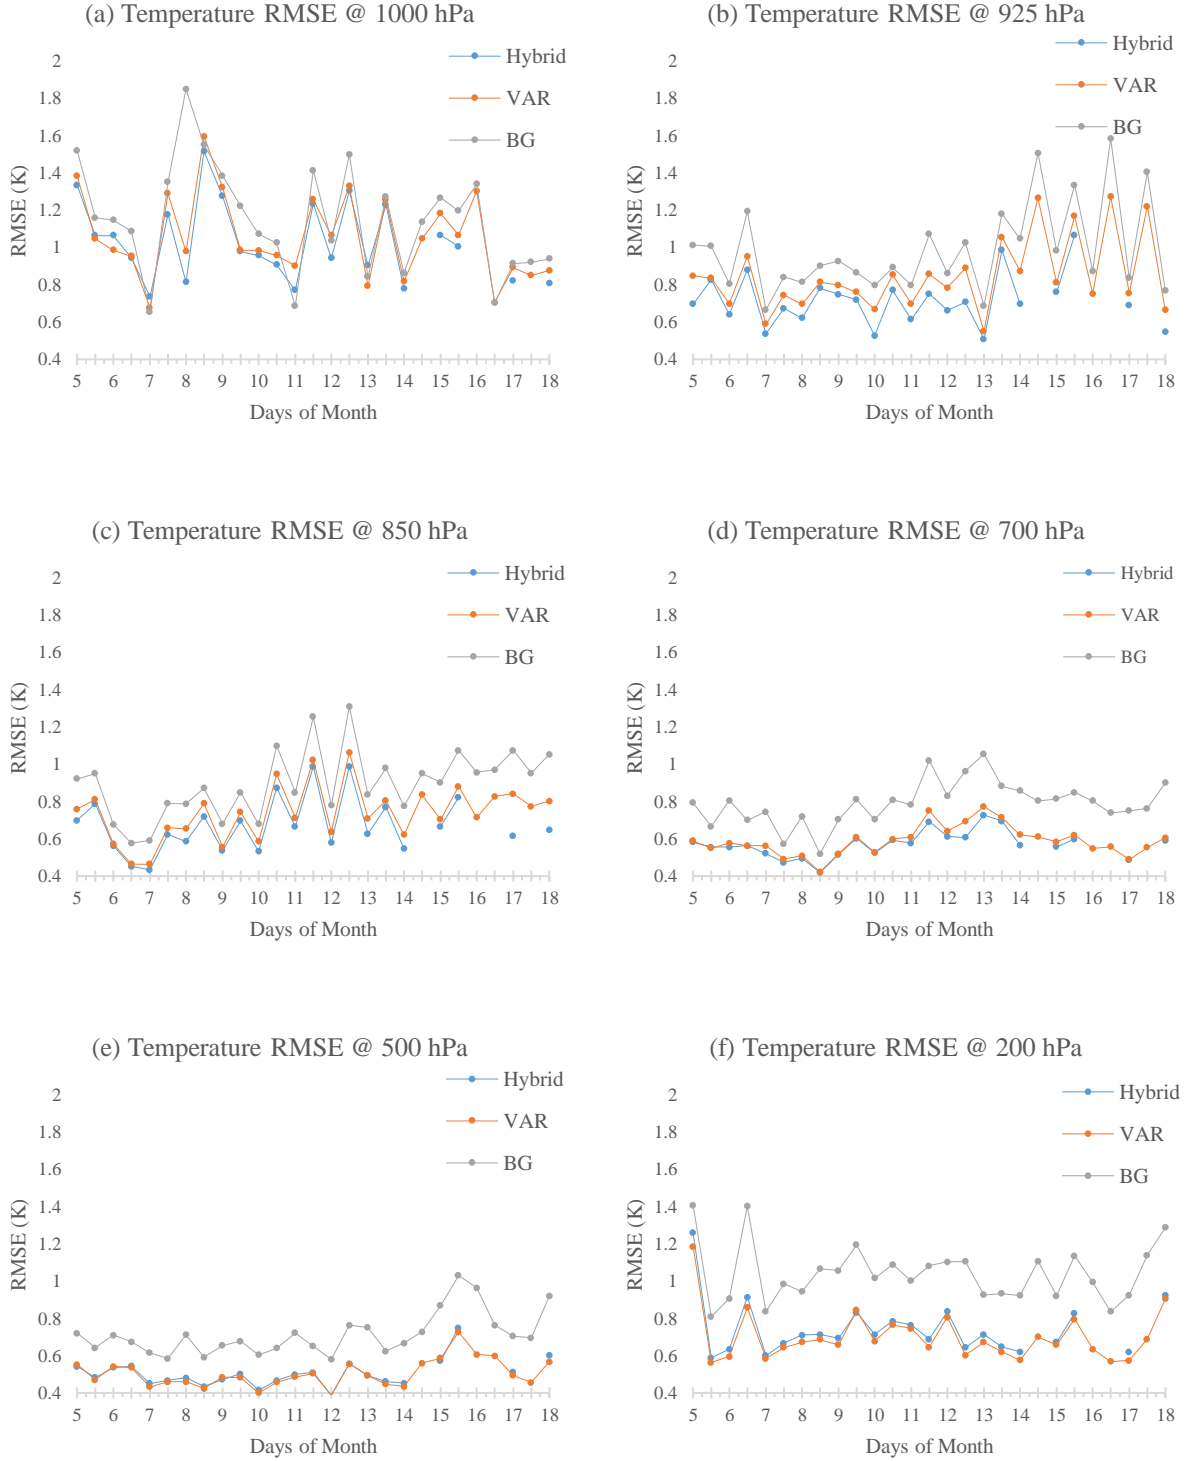 (a) Temperature RMSE @ 1000 hPa
Hybrid
VAR
BG
2
1.8
1.6
1.4
1.2
1
0.8
0.6
0.4
RMSE (K)
5 6 7 8 9 10 11 12 13 14 15 16 17 18
Days of Month
(b) Temperature RMSE @ 925 hPa
Hybrid
VAR
BG
2
1.8
1.6
1.4
1.2
1
0.8
0.6
0.4
RMSE (K)
5 6 7 8 9 10 11 12 13 14 15 16 17 18
Days of Month
(c) Temperature RMSE @ 850 hPa
Hybrid
VAR
BG
2
1.8
1.6
1.4
1.2
1
0.8
0.6
0.4
RMSE (K)
5 6 7 8 9 10 11 12 13 14 15 16 17 18
Days of Month
(d) Temperature RMSE @ 700 hPa
Hybrid
VAR
BG
2
1.8
1.6
1.4
1.2
1
0.8
0.6
0.4
RMSE (K)
5 6 7 8 9 10 11 12 13 14 15 16 17 18
Days of Month
(e) Temperature RMSE @ 500 hPa
Hybrid
VAR
BG
2
1.8
1.6
1.4
1.2
1
0.8
0.6
0.4
RMSE (K)
5 6 7 8 9 10 11 12 13 14 15 16 17 18
Days of Month
(f) Temperature RMSE @ 200 hPa
Hybrid
VAR
BG
2
1.8
1.6
1.4
1.2
1
0.8
0.6
0.4
RMSE (K)
5 6 7 8 9 10 11 12 13 14 15 16 17 18
Days of Month